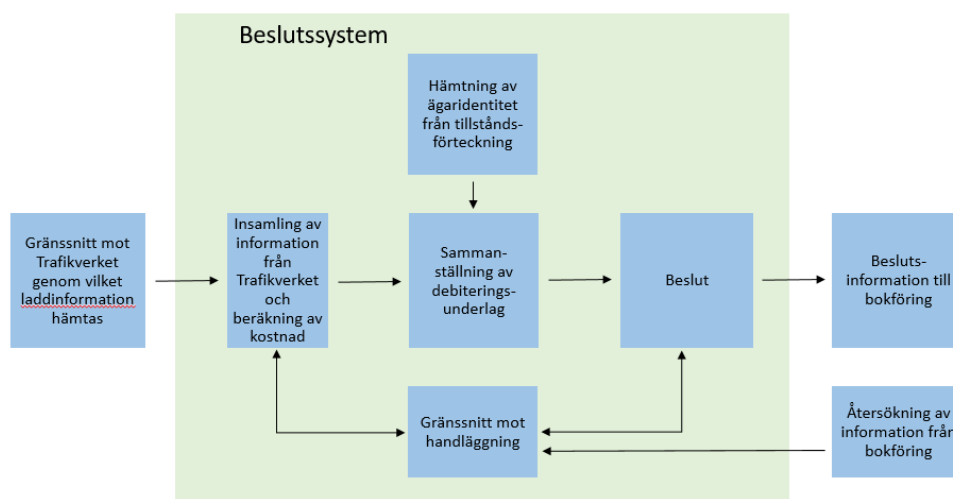 Beslutssystem
Hämtning av
ägaridentitet
från tillstånds-
förteckning
Gränssnitt mot
Trafikverket
genom vilket
laddinformation
hämtas
Insamling av
information
från
Trafikverket
och
beräkning av
kostnad
Samman-
ställning av
debiterings-
underlag
Beslut
Besluts-
information till
bokföring
Gränssnitt mot
handläggning
Återsökning av
information från
bokföring